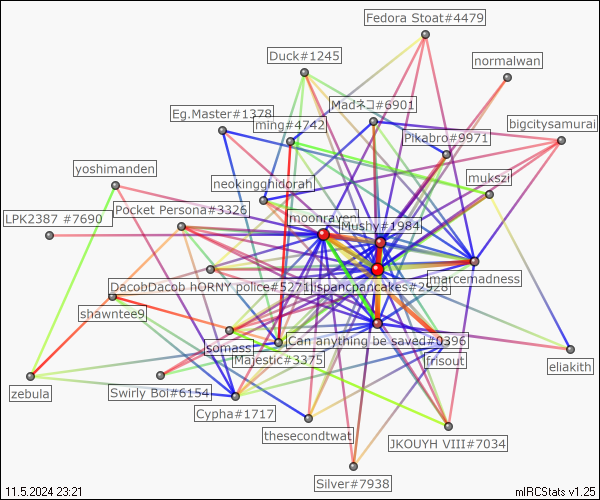 Fedora Stoat#4479
Duck#1245
normalwan
Madネコ#6901
Eg.Master#1378
ming#4742
bigcitysamurai
Pikabro#9971
yoshimanden
mukszi
neokingghidorah
LPK2387 #7690
Pocket Persona#3326
moonraven
Mushy#1984
marcemadness
DacobDacob hORNY police#5271
jspancpancakes#2928
shawntee9
Can anything be saved#0396
somass
Majestic#3375
frisout
eliakith
zebula
Swirly Boi#6154
Cypha#1717
thesecondtwat
JKOUYH VIII#7034
Silver#7938
11.5.2024 23:21
mIRCStats v1.25